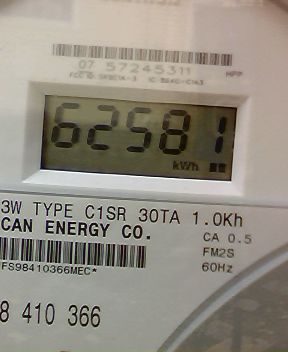 07 57245311
HPP
62581
kWh
3W TYPE C1SR 30TA 1.0Kh
CAN ENERGY CO.
CA 0.5
FM2S
60Hz
FS98410366MEC*
8 410 366